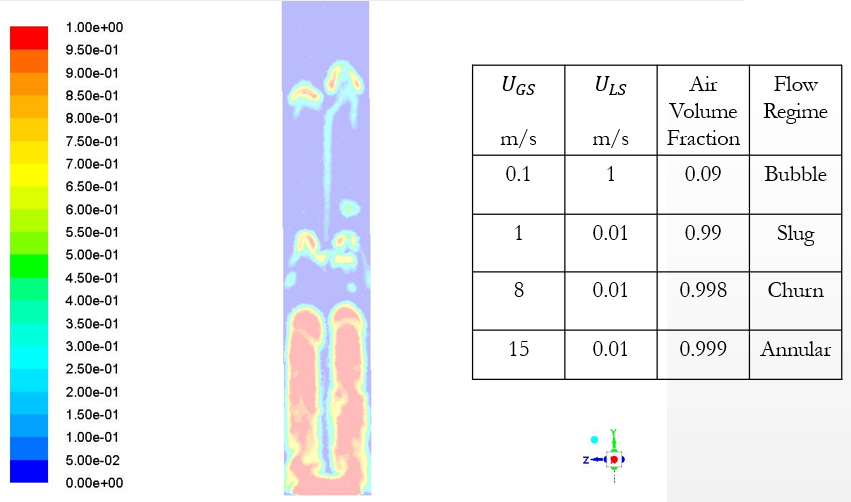 1.00e+00
9.50e-01
9.00e-01
8.50e-01
8.00e-01
7.50e-01
7.00e-01
6.50e-01
6.00e-01
5.50e-01
5.00e-01
4.50e-01
4.00e-01
3.50e-01
3.00e-01
2.50e-01
2.00e-01
1.50e-01
1.00e-01
5.00e-02
0.00e+00
U_GS U_LS Air Flow
Volume Regime
m/s m/s Fraction
0.1 1 0.09 Bubble
1 0.01 0.99 Slug
8 0.01 0.998 Churn
15 0.01 0.999 Annular
Y
Z